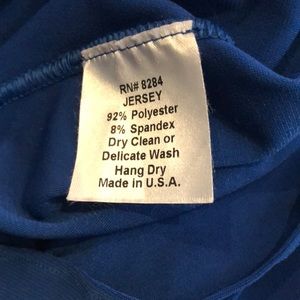 RN# 8284
JERSEY
92% Polyester
8% Spandex
Dry Clean or
Delicate Wash
Hang Dry
Made in U.S.A.